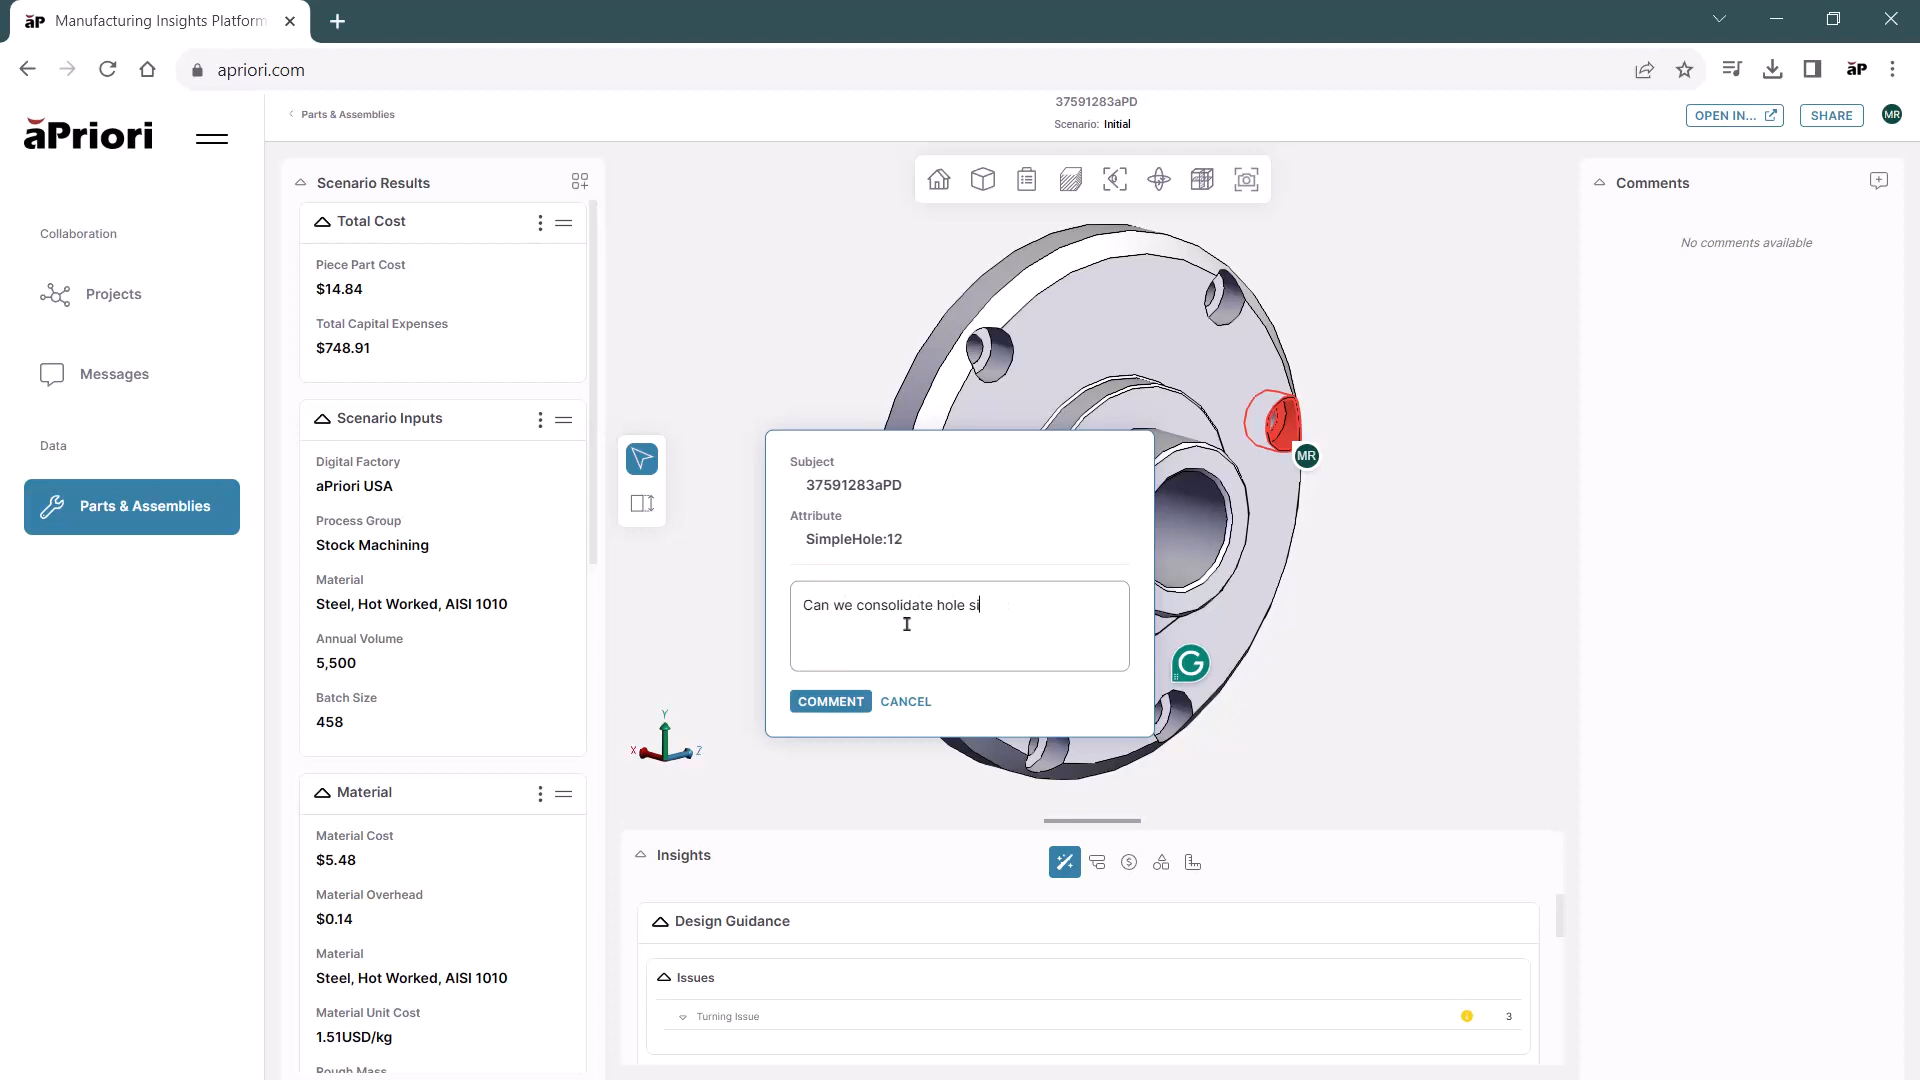 aP Manufacturing Insights Platform
apriori.com
aP
aPriori
Collaboration
Projects
Messages
Data
Parts & Assemblies
Parts & Assemblies
37591283aPD
Scenario: Initial
OPEN IN...
SHARE
MR
Scenario Results
Total Cost
Piece Part Cost
$14.84
Total Capital Expenses
$748.91
Scenario Inputs
Digital Factory
aPriori USA
Process Group
Stock Machining
Material
Steel, Hot Worked, AISI 1010
Annual Volume
5,500
Batch Size
458
Material
Material Cost
$5.48
Material Overhead
$0.14
Material
Steel, Hot Worked, AISI 1010
Material Unit Cost
1.51USD/kg
Rough Mass
MR
Subject
37591283aPD
Attribute
SimpleHole:12
Can we consolidate hole si
COMMENT
CANCEL
G
Y
X
Z
Insights
Design Guidance
Issues
Turning Issue
3
Comments
No comments available